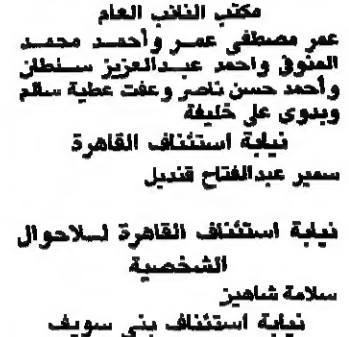 مكتب النائب العام
عمر مصطفى عمر وأحمد محمد
المنوفى واحمد عبدالعزيز سلطان
وأحمد حسن ناصر وعفت عطية سالم
وبدوى على خليفة
نيابة استئناف القاهرة
سمير عبدالفتاح قنديل
نيابة استئناف القاهرة للاحوال
الشخصية
سلامة شاهين
نيابة استئناف بنى سويف